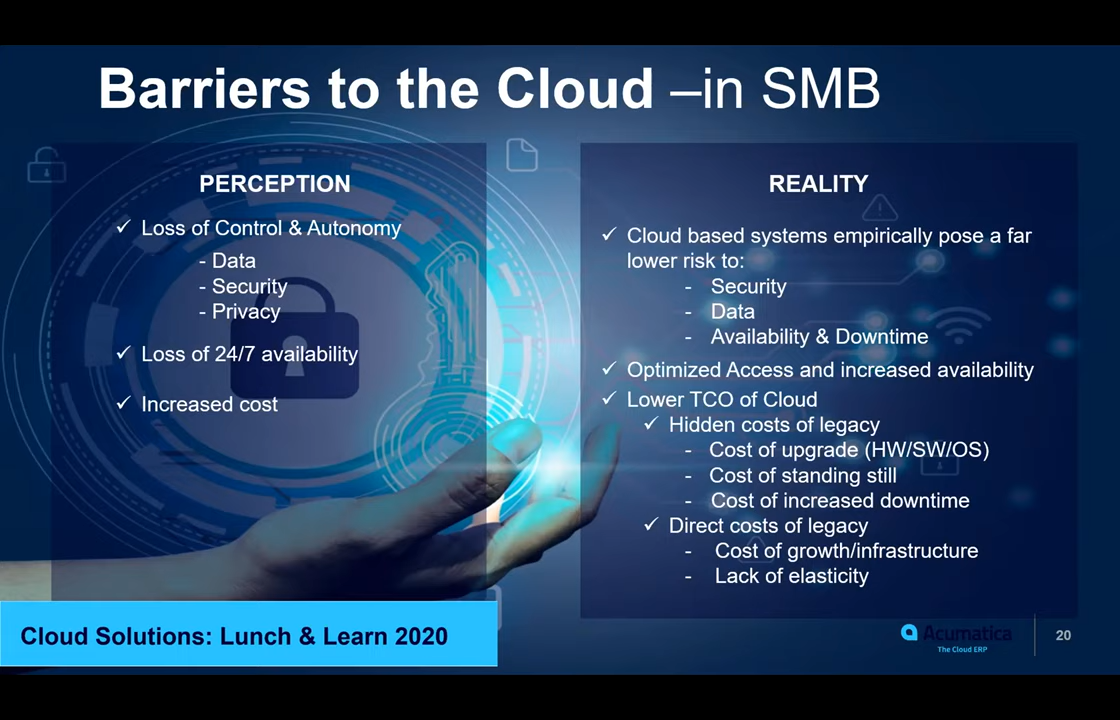 Barriers to the Cloud –in SMB
PERCEPTION
✓ Loss of Control & Autonomy
- Data
- Security
- Privacy
✓ Loss of 24/7 availability
✓ Increased cost
REALITY
✓ Cloud based systems empirically pose a far
lower risk to:
- Security
- Data
- Availability & Downtime
✓ Optimized Access and increased availability
✓ Lower TCO of Cloud
✓ Hidden costs of legacy
- Cost of upgrade (HW/SW/OS)
- Cost of standing still
- Cost of increased downtime
✓ Direct costs of legacy
- Cost of growth/infrastructure
- Lack of elasticity
Cloud Solutions: Lunch & Learn 2020
Acumatica
The Cloud ERP
20